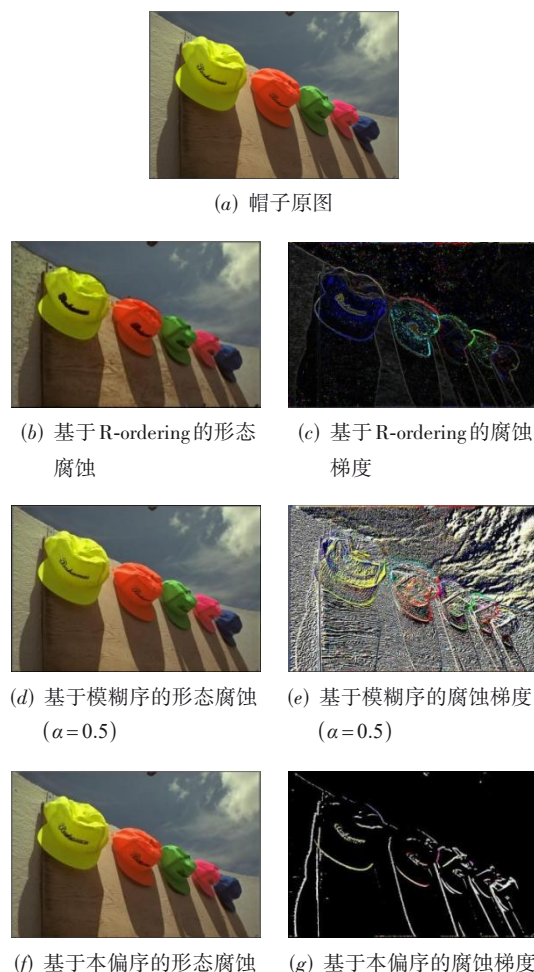 (a) 帽子原图
(b) 基于R-ordering的形态
腐蚀
(c) 基于R-ordering的腐蚀
梯度
(d) 基于模糊序的形态腐蚀
(α=0.5)
(e) 基于模糊序的腐蚀梯度
(α=0.5)
(f) 基于本偏序的形态腐蚀
(g) 基于本偏序的腐蚀梯度